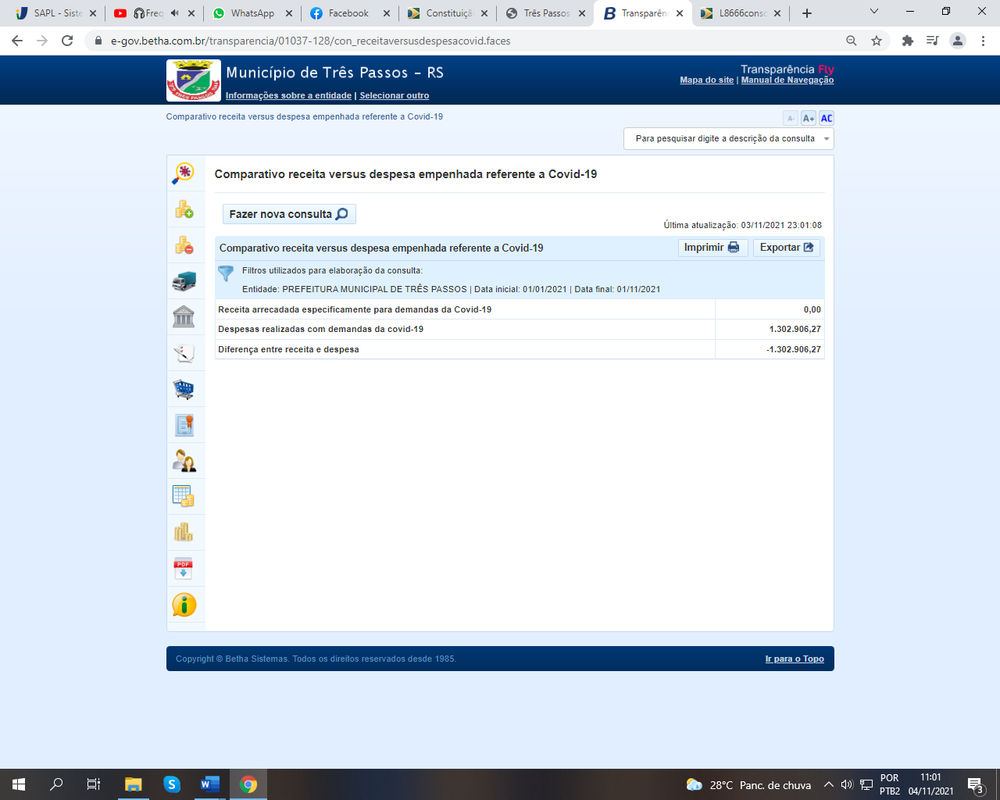 SAPL - Siste
Freq
WhatsApp
Facebook
Constituiçã
Três Passos
Transparên
L8666conso
e-gov.betha.com.br/transparencia/01037-128/con_receitaversusdespesacovid.faces
Município de Três Passos - RS
Transparência Fly
Mapa do site | Manual de Navegação
Informações sobre a entidade | Selecionar outro
Comparativo receita versus despesa empenhada referente a Covid-19
A- A+ AC
Para pesquisar digite a descrição da consulta
Comparativo receita versus despesa empenhada referente a Covid-19
Fazer nova consulta
Última atualização: 03/11/2021 23:01:08
Comparativo receita versus despesa empenhada referente a Covid-19
Imprimir
Exportar
Filtros utilizados para elaboração da consulta:
Entidade: PREFEITURA MUNICIPAL DE TRÊS PASSOS | Data inicial: 01/01/2021 | Data final: 01/11/2021
Receita arrecadada especificamente para demandas da Covid-19 0,00
Despesas realizadas com demandas da covid-19 1.302.906,27
Diferença entre receita e despesa -1.302.906,27
PDF
Copyright © Betha Sistemas. Todos os direitos reservados desde 1985.
Ir para o Topo
28°C Panc. de chuva
POR
PTB2
11:01
04/11/2021
3